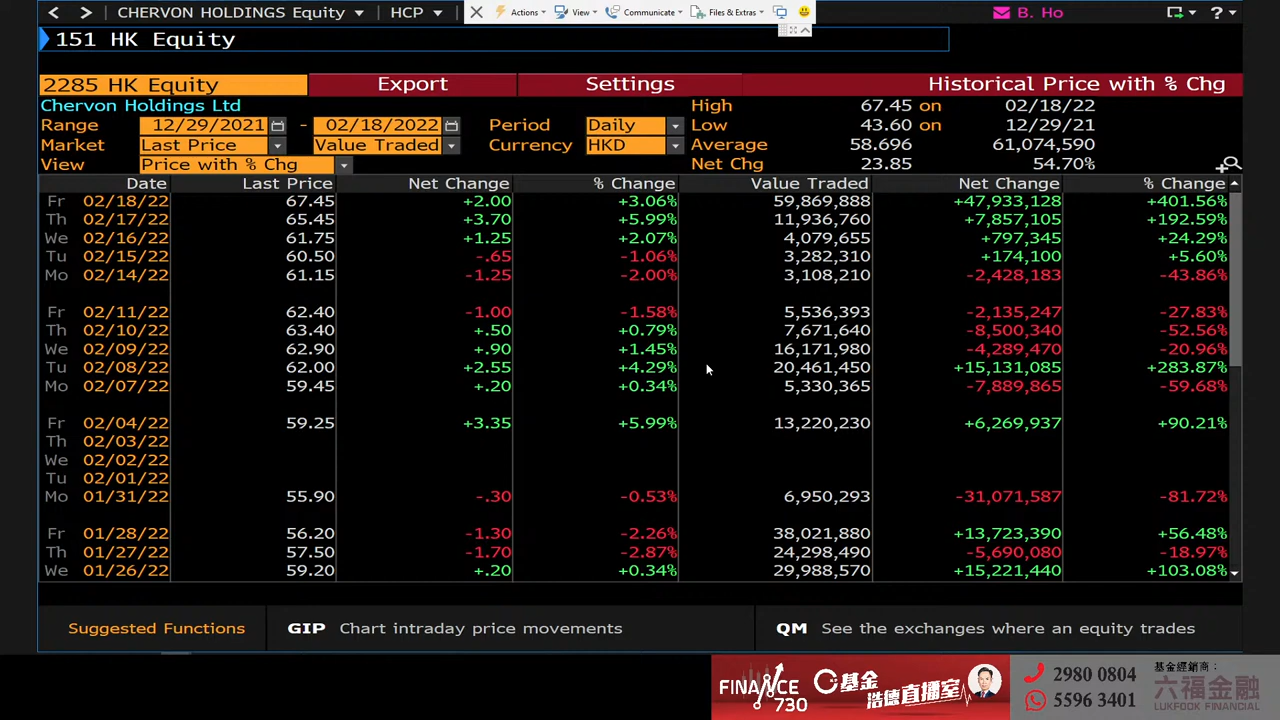 CHERVON HOLDINGS Equity HCP Actions View Communicate Files & Extras B. Ho ?
151 HK Equity
2285 HK Equity Export Settings Historical Price with % Chg
Chervon Holdings Ltd High 67.45 on 02/18/22
Range 12/29/2021 - 02/18/2022 Period Daily Low 43.60 on 12/29/21
Market Last Price Value Traded Currency HKD Average 58.696 61,074,590
View Price with % Chg Net Chg 23.85 54.70%
Date Last Price Net Change % Change Value Traded Net Change % Change
Fr 02/18/22 67.45 +2.00 +3.06% 59,869,888 +47,933,128 +401.56%
Th 02/17/22 65.45 +3.70 +5.99% 11,936,760 +7,857,105 +192.59%
We 02/16/22 61.75 +1.25 +2.07% 4,079,655 +797,345 +24.29%
Tu 02/15/22 60.50 -.65 -1.06% 3,282,310 +174,100 +5.60%
Mo 02/14/22 61.15 -1.25 -2.00% 3,108,210 -2,428,183 -43.86%
Fr 02/11/22 62.40 -1.00 -1.58% 5,536,393 -2,135,247 -27.83%
Th 02/10/22 63.40 +.50 +0.79% 7,671,640 -8,500,340 -52.56%
We 02/09/22 62.90 +.90 +1.45% 16,171,980 -4,289,470 -20.96%
Tu 02/08/22 62.00 +2.55 +4.29% 20,461,450 +15,131,085 +283.87%
Mo 02/07/22 59.45 +.20 +0.34% 5,330,365 -7,889,865 -59.68%
Fr 02/04/22 59.25 +3.35 +5.99% 13,220,230 +6,269,937 +90.21%
Th 02/03/22
We 02/02/22
Tu 02/01/22
Mo 01/31/22 55.90 -.30 -0.53% 6,950,293 -31,071,587 -81.72%
Fr 01/28/22 56.20 -1.30 -2.26% 38,021,880 +13,723,390 +56.48%
Th 01/27/22 57.50 -1.70 -2.87% 24,298,490 -5,690,080 -18.97%
We 01/26/22 59.20 +.20 +0.34% 29,988,570 +15,221,440 +103.08%
Suggested Functions GIP Chart intraday price movements QM See the exchanges where an equity trades
FINANCE 730
基金
浩德直播室
2980 0804
5596 3401
基金經銷商：
六福金融
LUKFOOK FINANCIAL